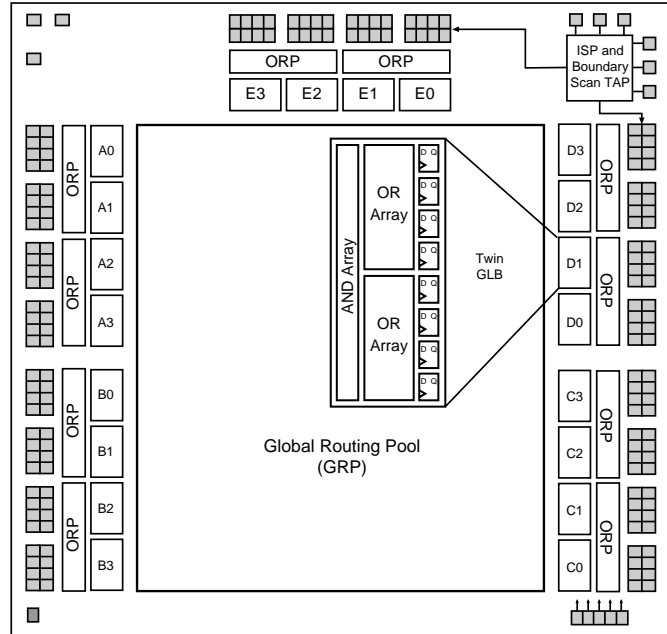 ORP ORP
E3 E2 E1 E0
ISP and
Boundary
Scan TAP
A0
A1
ORP
A2
A3
ORP
B0
B1
ORP
B2
B3
ORP
AND Array
OR
Array
OR
Array
D Q
D Q
D Q
D Q
D Q
D Q
D Q
D Q
Twin
GLB
Global Routing Pool
(GRP)
D3
D2
ORP
D1
D0
ORP
C3
C2
ORP
C1
C0
ORP